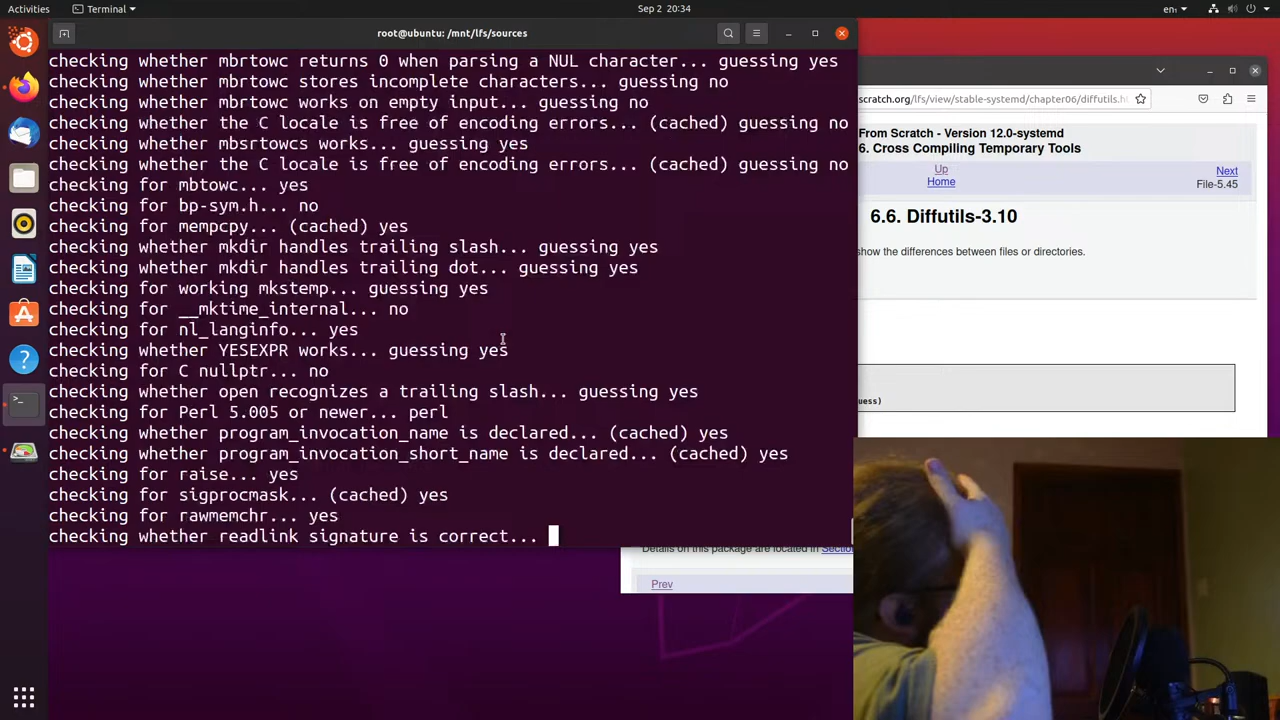 Activities
Terminal
Sep 2 20:34
en
root@ubuntu: /mnt/lfs/sources
checking whether mbrtowc returns 0 when parsing a NUL character... guessing yes
checking whether mbrtowc stores incomplete characters... guessing no
checking whether mbrtowc works on empty input... guessing no
checking whether the C locale is free of encoding errors... (cached) guessing no
checking whether mbsrtowcs works... guessing yes
checking whether the C locale is free of encoding errors... (cached) guessing no
checking for mbtowc... yes
checking for bp-sym.h... no
checking for mempcpy... (cached) yes
checking whether mkdir handles trailing slash... guessing yes
checking whether mkdir handles trailing dot... guessing yes
checking for working mkstemp... guessing yes
checking for __mktime_internal... no
checking for nl_langinfo... yes
checking whether YESEXPR works... guessing yes
checking for C nullptr... no
checking whether open recognizes a trailing slash... guessing yes
checking for Perl 5.005 or newer... perl
checking whether program_invocation_name is declared... (cached) yes
checking whether program_invocation_short_name is declared... (cached) yes
checking for raise... yes
checking for sigprocmask... (cached) yes
checking for rawmemchr... yes
checking whether readlink signature is correct...
scratch.org/lfs/view/stable-systemd/chapter06/diffutils.h
From Scratch - Version 12.0-systemd
6. Cross Compiling Temporary Tools
Up
Next
Home
File-5.45
6.6. Diffutils-3.10
show the differences between files or directories.
uess)
Details on this package are located in Section
Prev